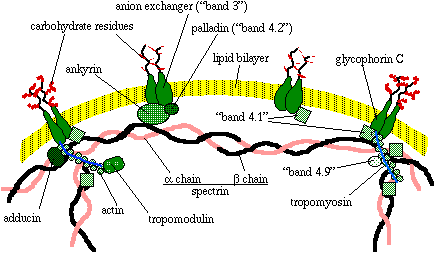 anion exchanger ("band 3")
carbohydrate residues
palladin ("band 4.2")
lipid bilayer
glycophorin C
ankyrin
"band 4.1"
α chain
β chain
spectrin
"band 4.9"
adducin
actin
tropomodulin
tropomyosin